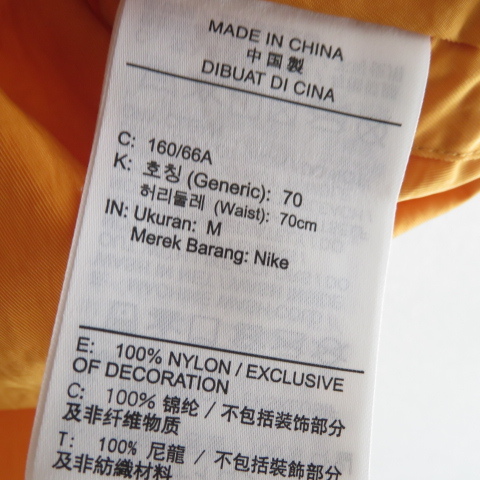 MADE IN CHINA
中国製
DIBUAT DI CINA
C: 160/66A
K: 호칭 (Generic): 70
허리둘레 (Waist): 70cm
IN: Ukuran: M
Merek Barang: Nike
E: 100% NYLON / EXCLUSIVE
OF DECORATION
C: 100% 锦纶 / 不包括装饰部分
及非纤维物质
T: 100% 尼龍 / 不包括裝飾部分
及非紡織材料